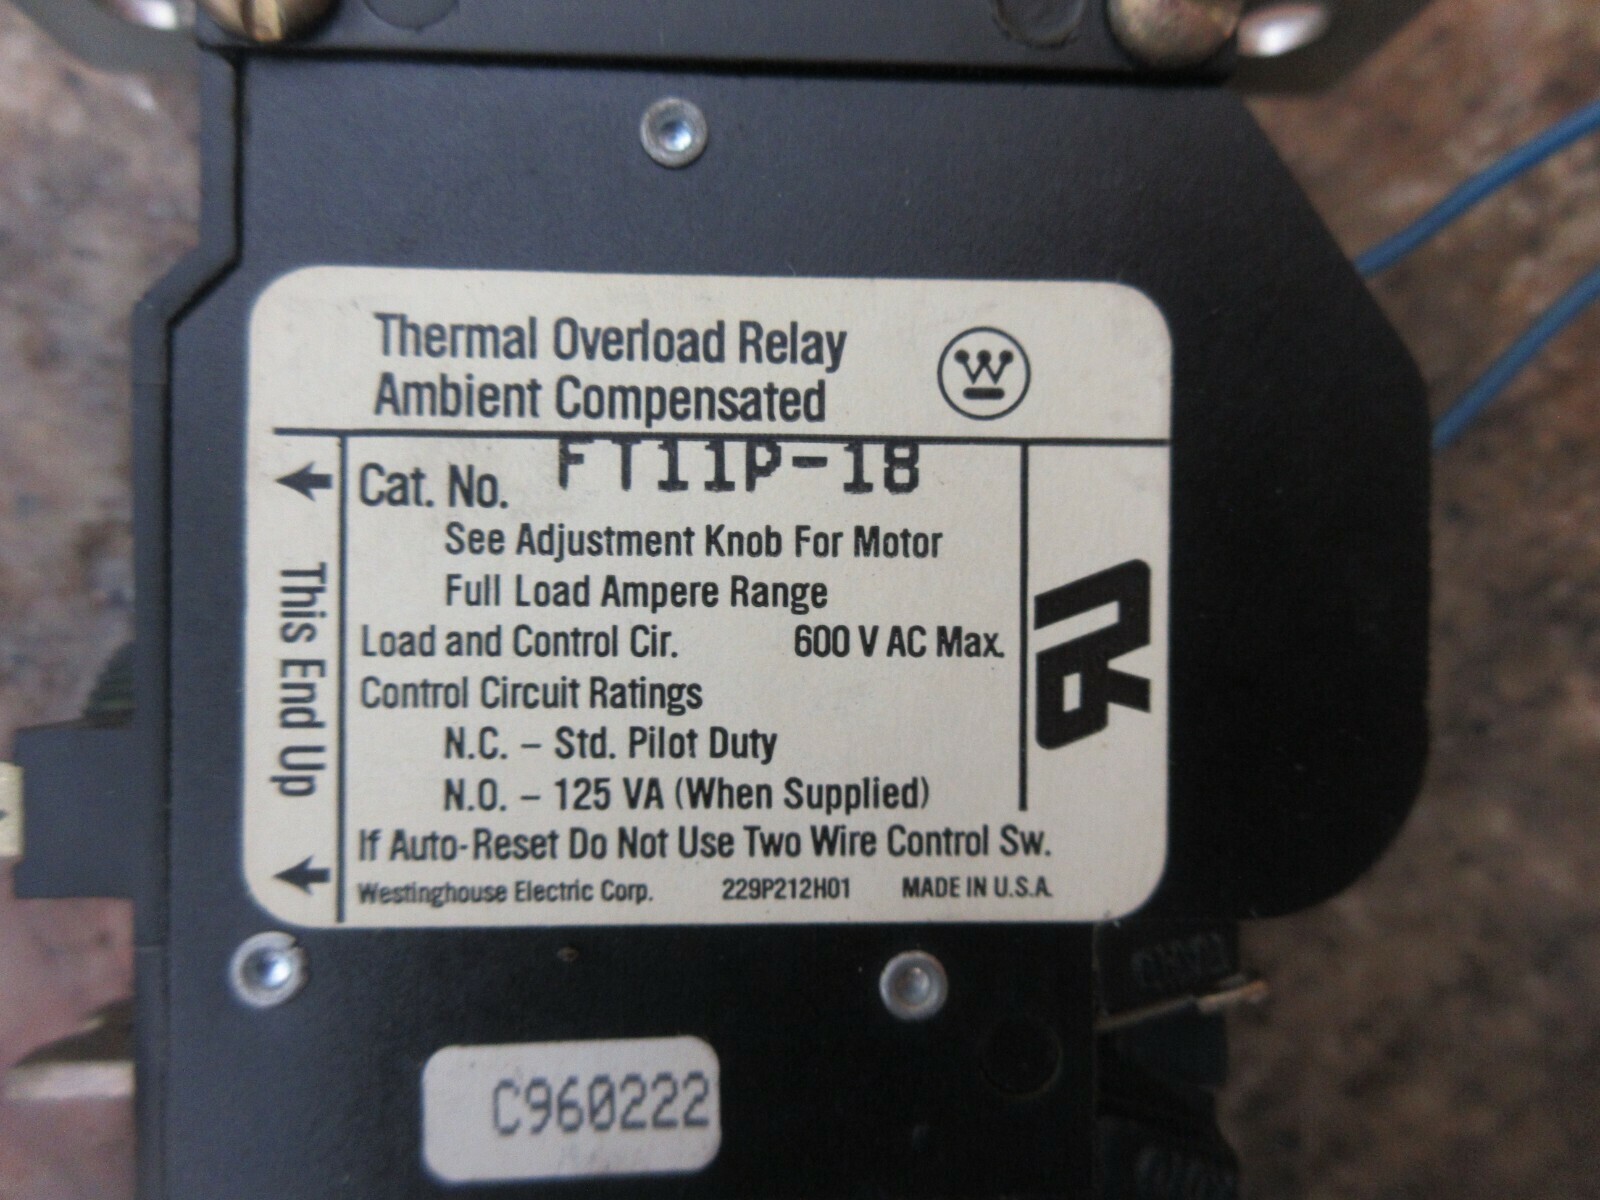 Thermal Overload Relay
Ambient Compensated
W
Cat. No. FT11P-18
See Adjustment Knob For Motor
Full Load Ampere Range
Load and Control Cir. 600 V AC Max.
Control Circuit Ratings
N.C. – Std. Pilot Duty
N.O. – 125 VA (When Supplied)
If Auto-Reset Do Not Use Two Wire Control Sw.
Westinghouse Electric Corp. 229P212H01 MADE IN U.S.A.
This End Up
RU
C960222